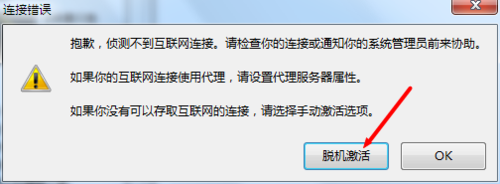 连接错误
抱歉，侦测不到互联网连接。请检查你的连接或通知你的系统管理员前来协助。
如果你的互联网连接使用代理，请设置代理服务器属性。
如果你没有可以存取互联网的连接，请选择手动激活选项。
脱机激活 OK